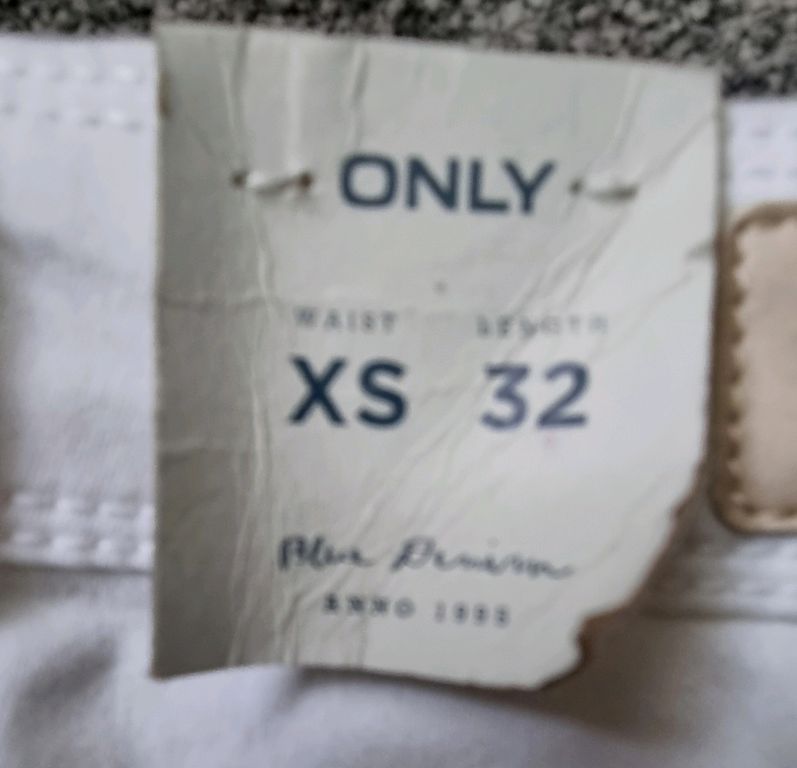 ONLY
WAIST LENGTH
XS 32
Blue Denim
ANNO 1995